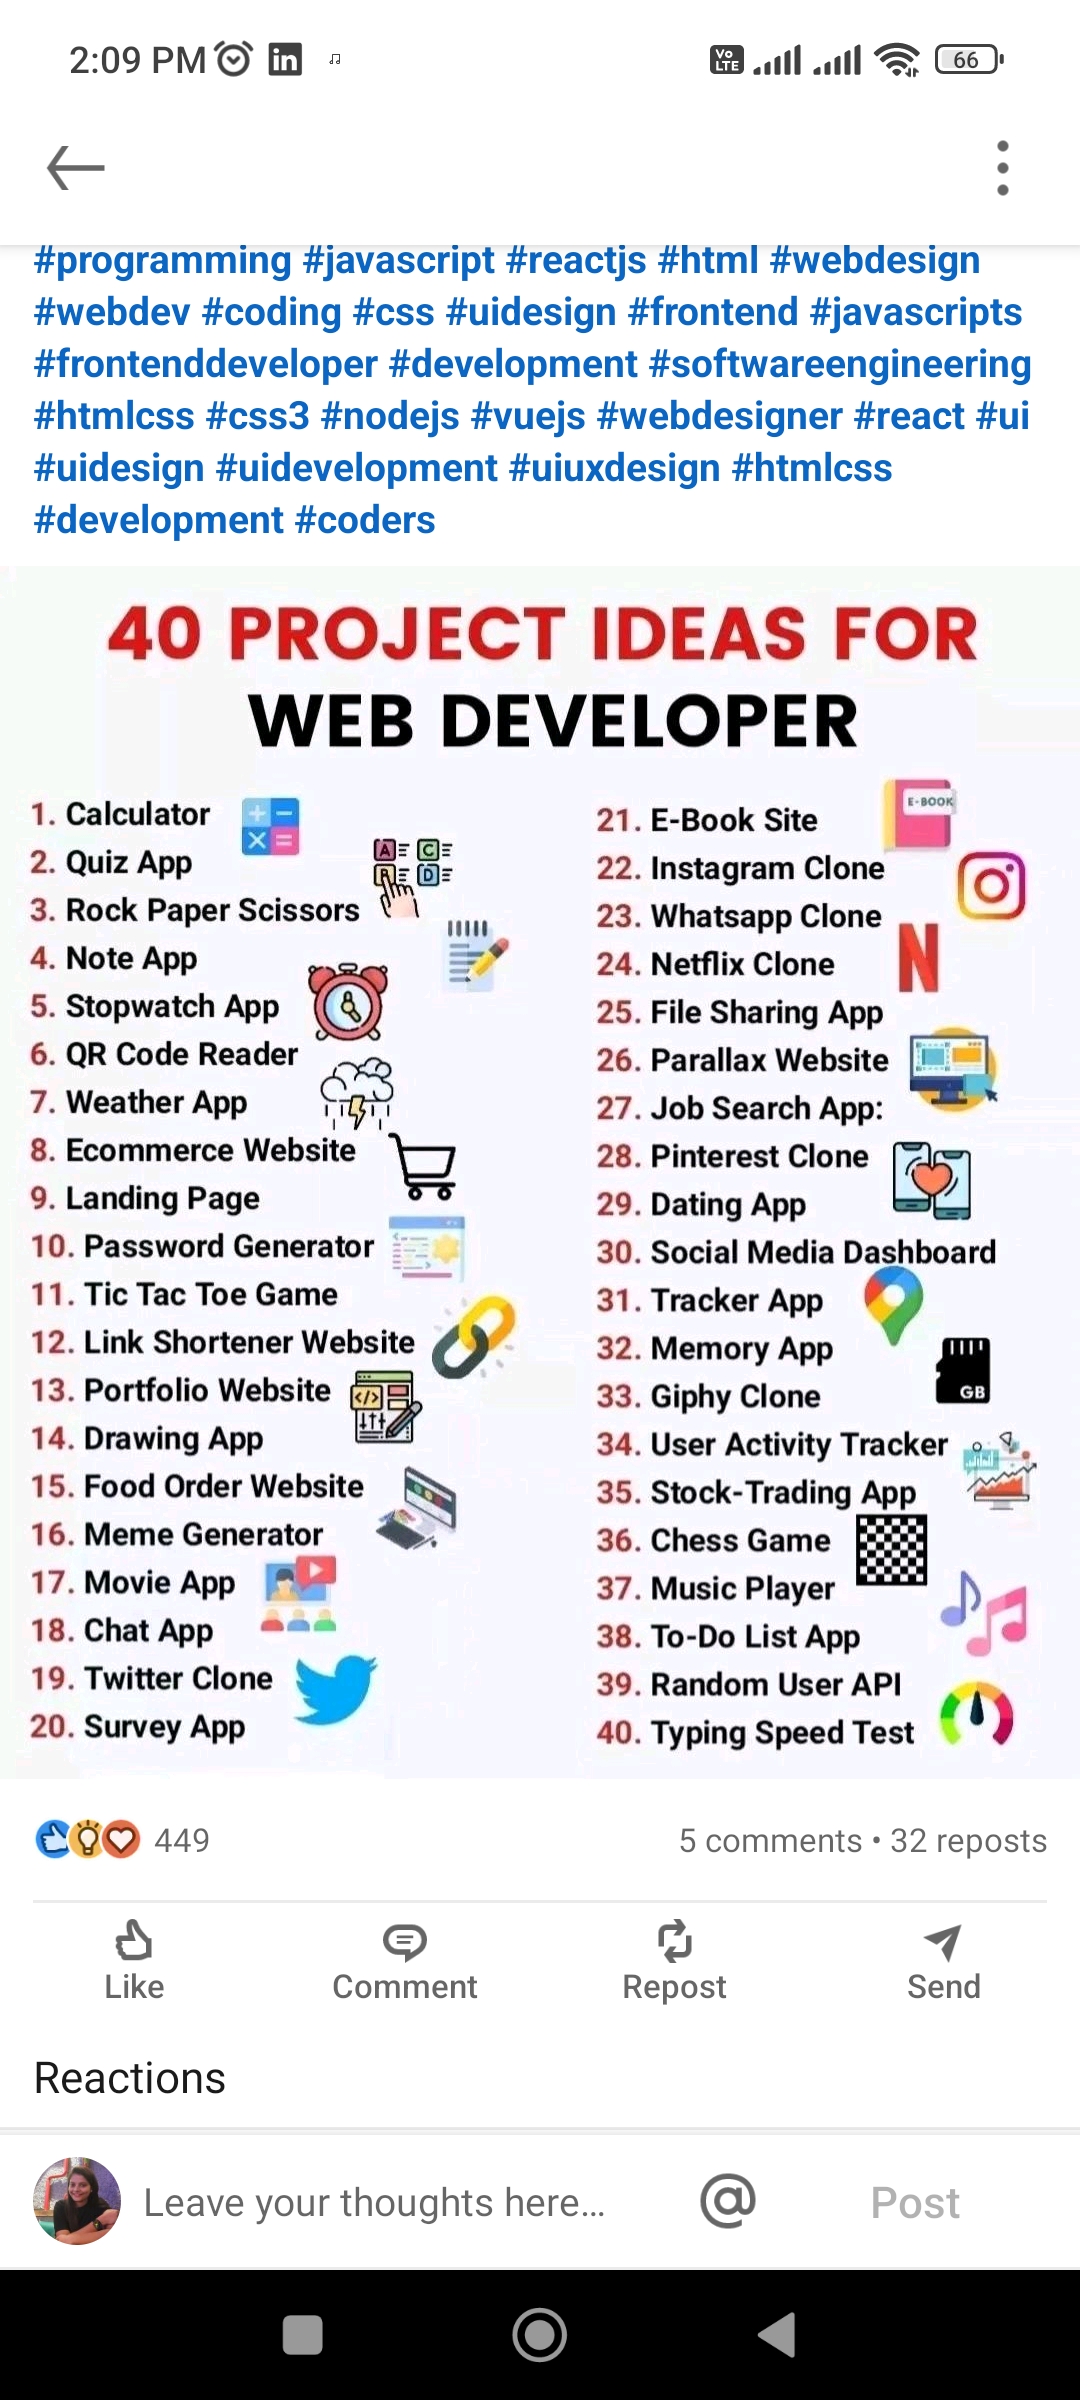 2:09 PM
in
Vo
LTE
66
#programming #javascript #reactjs #html #webdesign
#webdev #coding #css #uidesign #frontend #javascripts
#frontenddeveloper #development #softwareengineering
#htmlcss #css3 #nodejs #vuejs #webdesigner #react #ui
#uidesign #uidevelopment #uiuxdesign #htmlcss
#development #coders
40 PROJECT IDEAS FOR
WEB DEVELOPER
1. Calculator
2. Quiz App
A C
B D
3. Rock Paper Scissors
4. Note App
5. Stopwatch App
6. QR Code Reader
7. Weather App
8. Ecommerce Website
9. Landing Page
10. Password Generator
11. Tic Tac Toe Game
12. Link Shortener Website
13. Portfolio Website
</>
14. Drawing App
15. Food Order Website
16. Meme Generator
17. Movie App
18. Chat App
19. Twitter Clone
20. Survey App
E-BOOK
21. E-Book Site
22. Instagram Clone
23. Whatsapp Clone
N
24. Netflix Clone
25. File Sharing App
26. Parallax Website
27. Job Search App:
28. Pinterest Clone
29. Dating App
30. Social Media Dashboard
31. Tracker App
32. Memory App
GB
33. Giphy Clone
34. User Activity Tracker
35. Stock-Trading App
36. Chess Game
37. Music Player
38. To-Do List App
39. Random User API
40. Typing Speed Test
449
5 comments • 32 reposts
Like Comment Repost Send
Reactions
Leave your thoughts here... @ Post